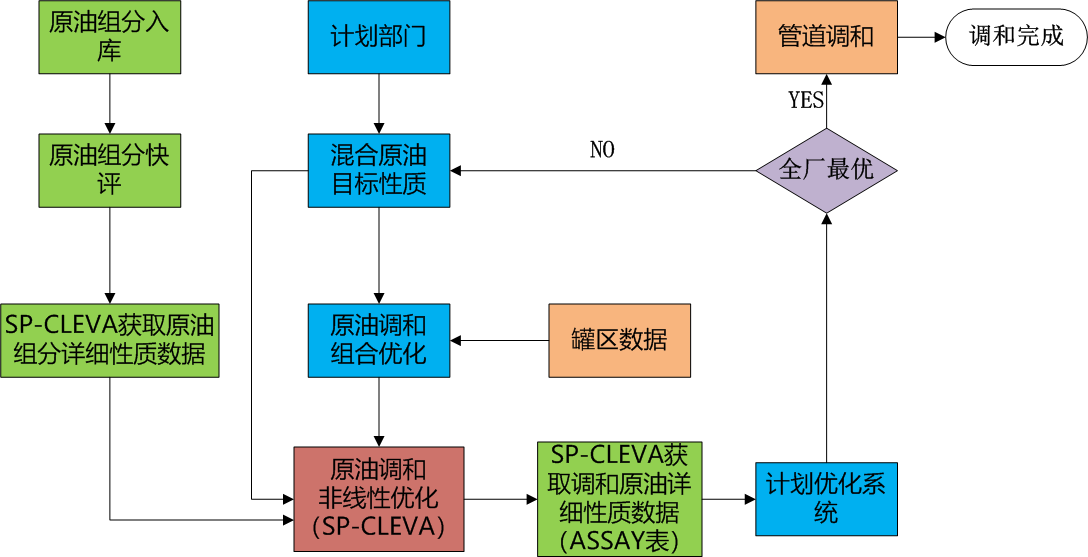 原油组分入
库
计划部门
管道调和
调和完成
YES
原油组分快
评
混合原油
目标性质
NO
全厂最优
SP-CLEVA获取原油
组分详细性质数据
原油调和
组合优化
罐区数据
原油调和
非线性优化
(SP-CLEVA)
SP-CLEVA获
取调和原油详
细性质数据
(ASSAY表)
计划优化系
统